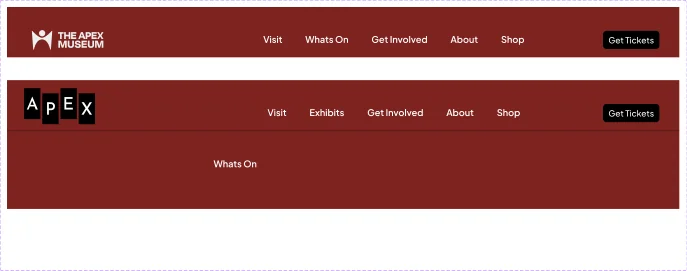 THE APEX
MUSEUM
Visit Whats On Get Involved About Shop Get Tickets
APEX
Visit Exhibits Get Involved About Shop Get Tickets
Whats On